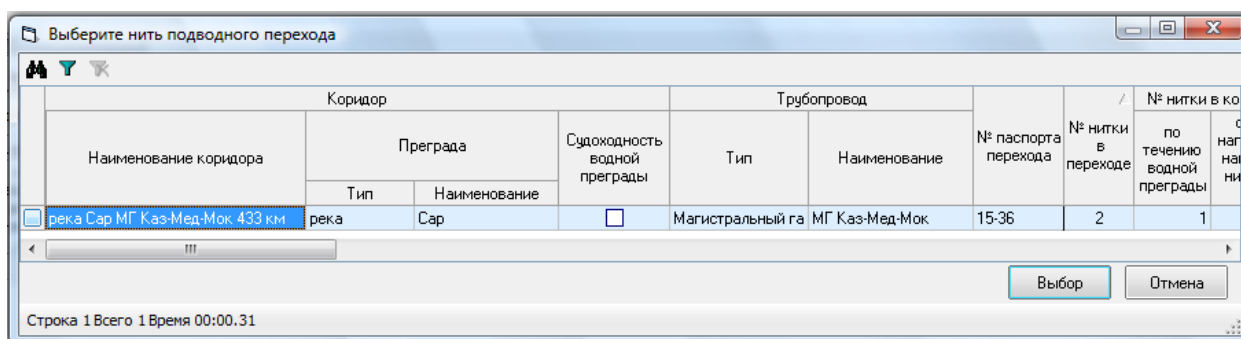 Выберите нить подводного перехода
Коридор
Трубопровод
№ паспорта перехода
№ нитки в переходе
№ нитки в ко
Наименование коридора
Преграда
Судоходность водной преграды
Тип
Наименование
по течению водной преграды
Тип
Наименование
река Сар МГ Каз-Мед-Мок 433 км
река
Сар
Магистральный га
МГ Каз-Мед-Мок
15-36
2
1
Выбор
Отмена
Строка 1 Всего 1 Время 00:00.31